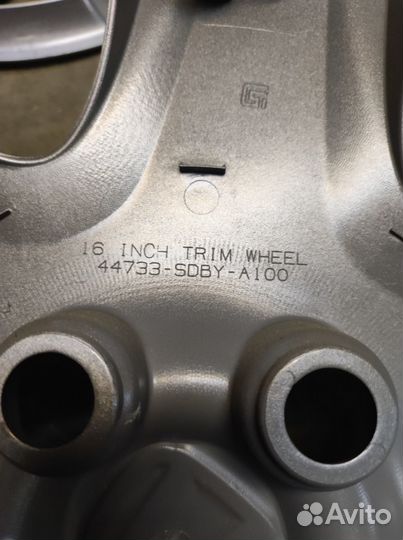 16 INCH TRIM WHEEL
44733-SDBY-A100
Avito